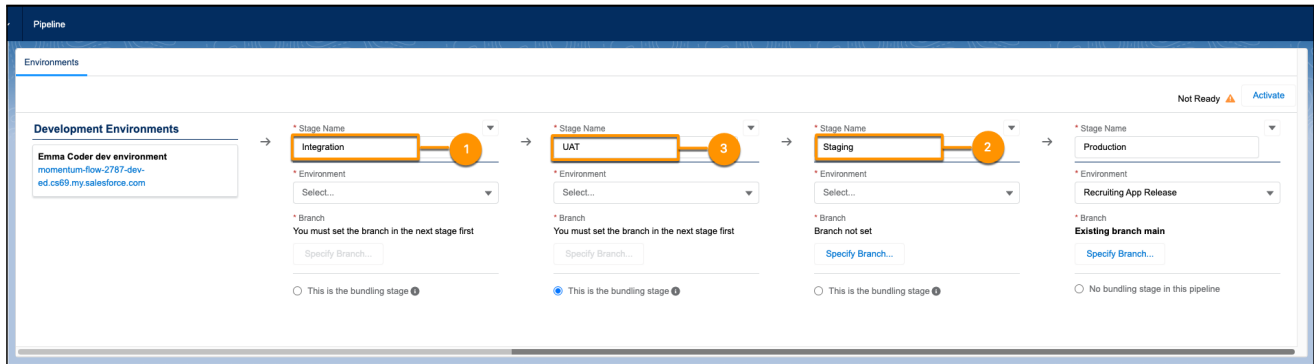 Pipeline
Environments
Not Ready
Activate
Development Environments
Emma Coder dev environment
momentum-flow-2787-dev-
ed.cs69.my.salesforce.com
* Stage Name
Integration
1
* Environment
Select...
* Branch
You must set the branch in the next stage first
Specify Branch...
This is the bundling stage
* Stage Name
UAT
3
* Environment
Select...
* Branch
You must set the branch in the next stage first
Specify Branch...
This is the bundling stage
* Stage Name
Staging
2
* Environment
Select...
* Branch
Branch not set
Specify Branch...
This is the bundling stage
* Stage Name
Production
* Environment
Recruiting App Release
* Branch
Existing branch main
Specify Branch...
No bundling stage in this pipeline